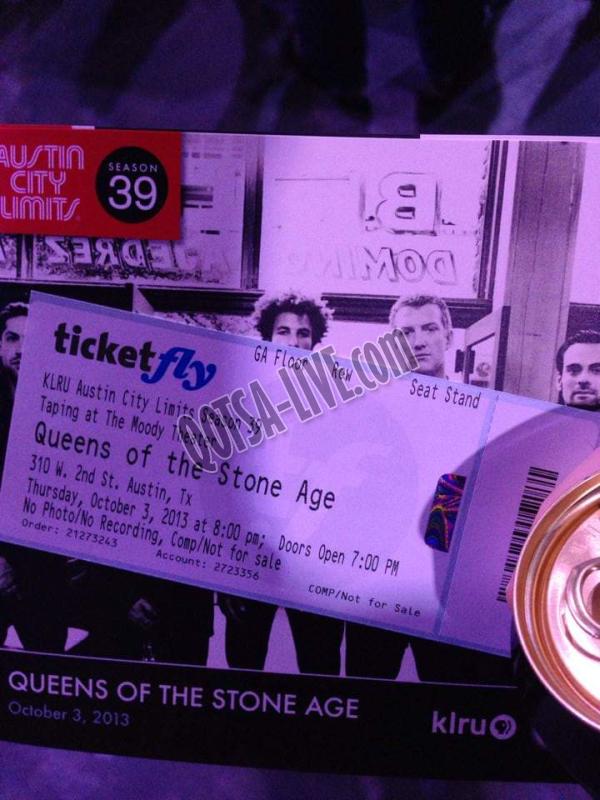 AUSTIN
CITY
LIMITS
SEASON
39
B
AJEDREZ
DOMINO
ticketfly
GA Floor Row Seat Stand
KLRU Austin City Limits Season 39
Taping at The Moody Theater
Queens of the Stone Age
310 W. 2nd St. Austin, Tx
Thursday, October 3, 2013 at 8:00 pm; Doors Open 7:00 PM
No Photo/No Recording, Comp/Not for sale
Order: 21273243 Account: 2723356
COMP/Not for Sale
QOTSA-LIVE.com
QUEENS OF THE STONE AGE
October 3, 2013
klru